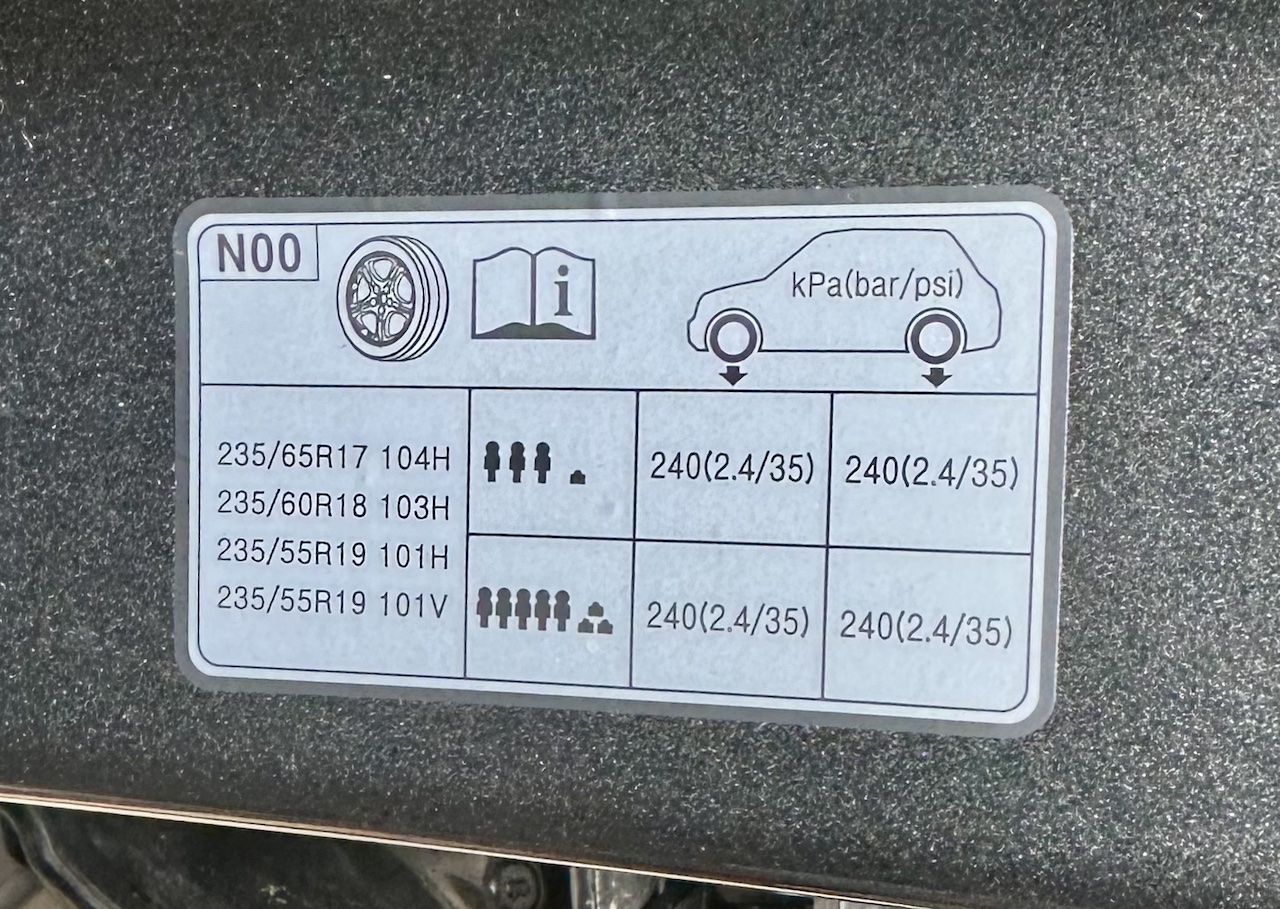 N00
i
kPa(bar/psi)
235/65R17 104H
235/60R18 103H
235/55R19 101H
235/55R19 101V
240(2.4/35) 240(2.4/35)
240(2.4/35) 240(2.4/35)